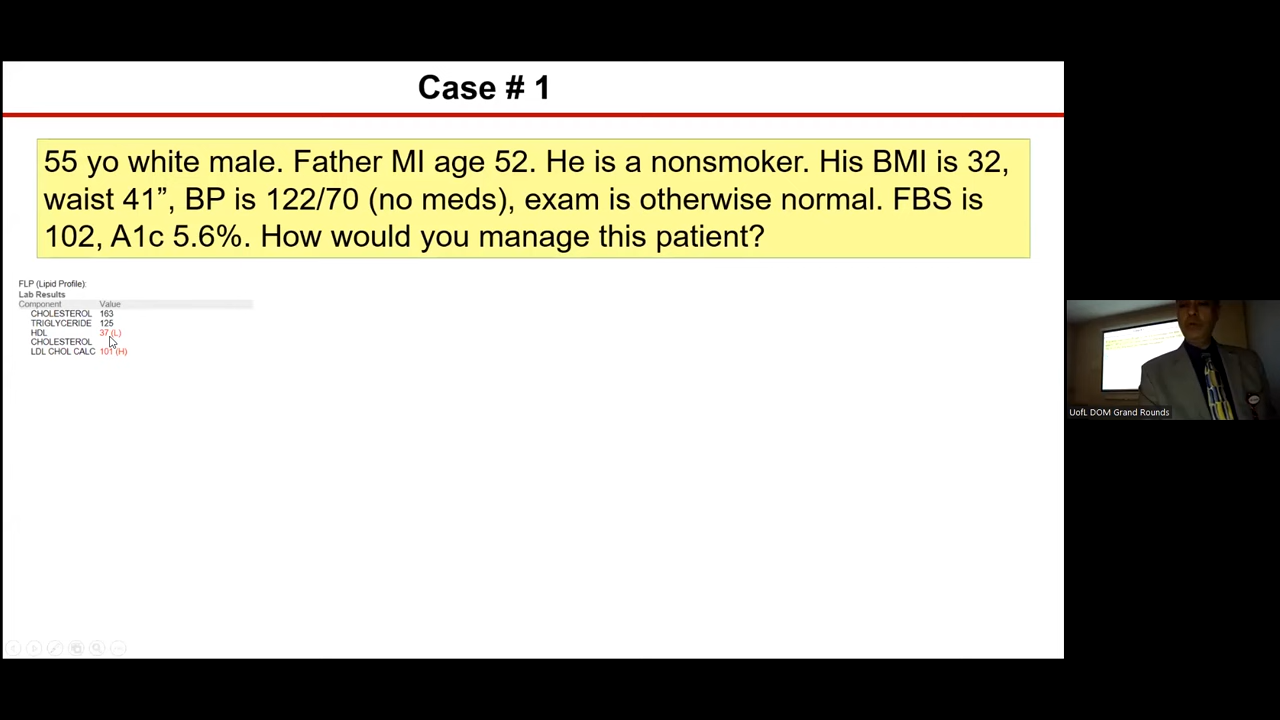 Case # 1
55 yo white male. Father MI age 52. He is a nonsmoker. His BMI is 32,
waist 41”, BP is 122/70 (no meds), exam is otherwise normal. FBS is
102, A1c 5.6%. How would you manage this patient?
FLP (Lipid Profile):
Lab Results
Component Value
CHOLESTEROL 163
TRIGLYCERIDE 125
HDL 37 (L)
CHOLESTEROL
LDL CHOL CALC 101 (H)
UofL DOM Grand Rounds